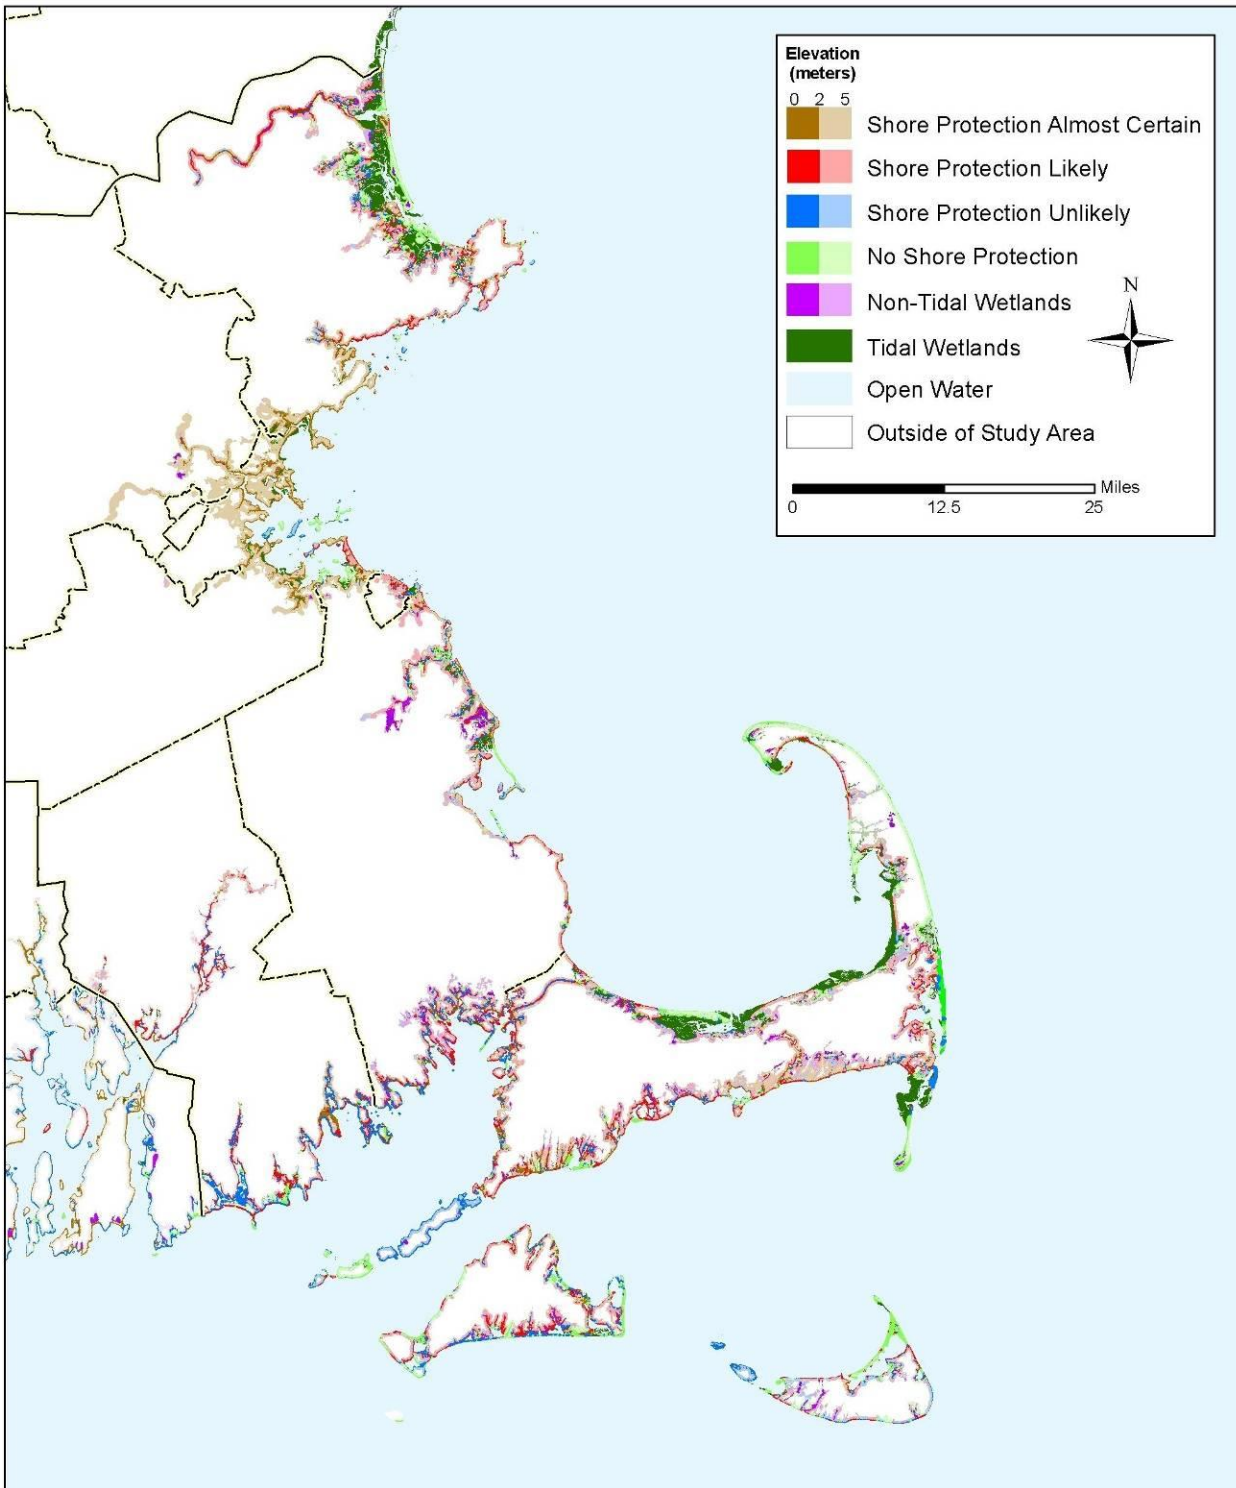 Elevation
(meters)
0 2 5
Shore Protection Almost Certain
Shore Protection Likely
Shore Protection Unlikely
No Shore Protection
Non-Tidal Wetlands
N
Tidal Wetlands
Open Water
Outside of Study Area
Miles
0 12.5 25